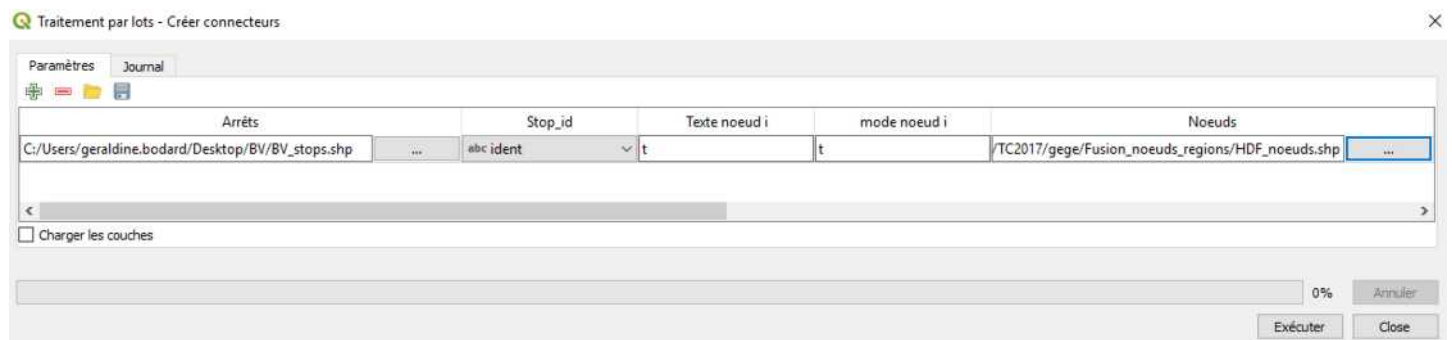 Traitement par lots - Créer connecteurs
Paramètres Journal
Arrêts Stop_id Texte noeud i mode noeud i Noeuds
C:/Users/geraldine.bodard/Desktop/BV/BV_stops.shp ... abc ident t t /TC2017/gege/Fusion_noeuds_regions/HDF_noeuds.shp ...
Charger les couches
0% Annuler
Exécuter Close